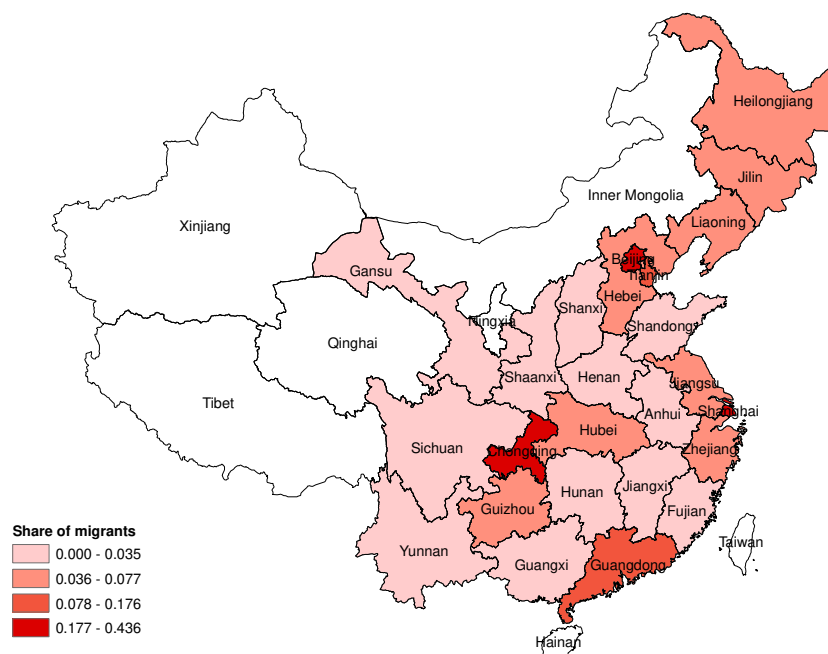 Heilongjiang
Jilin
Inner Mongolia
Liaoning
Xinjiang
Beijing
Tianjin
Gansu
Hebei
Shanxi
Ningxia
Shandong
Qinghai
Shaanxi
Henan
Jiangsu
Tibet
Anhui
Shanghai
Hubei
Sichuan
Chongqing
Zhejiang
Hunan
Jiangxi
Guizhou
Fujian
Share of migrants
0.000 - 0.035
0.036 - 0.077
0.078 - 0.176
0.177 - 0.436
Yunnan
Guangxi
Guangdong
Taiwan
Hainan